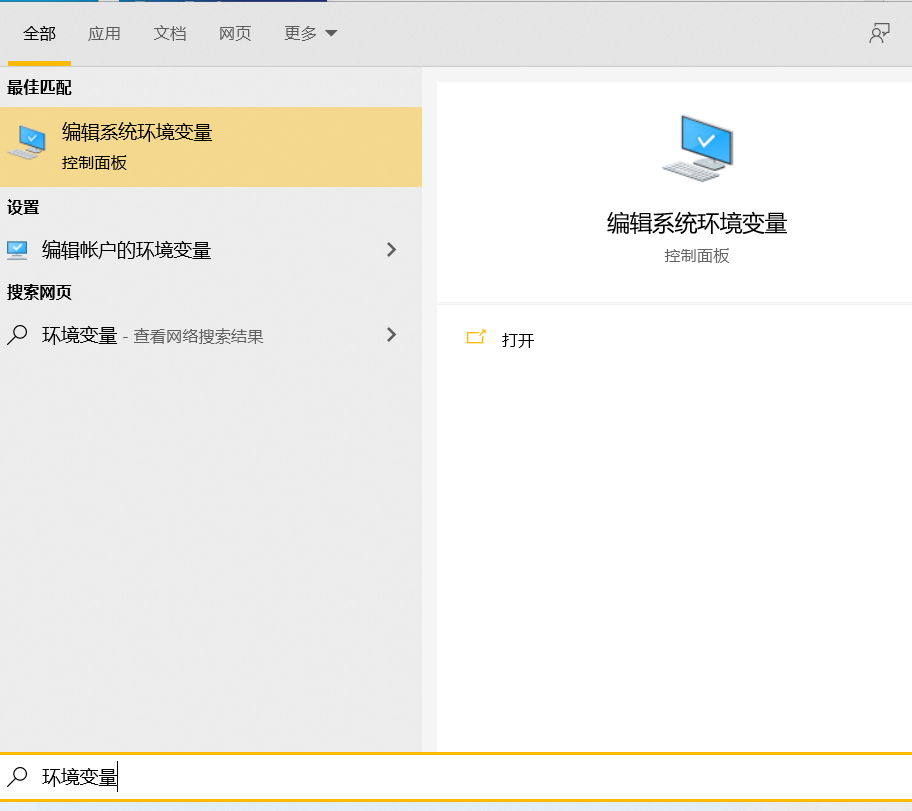 全部 应用 文档 网页 更多
最佳匹配
编辑系统环境变量
控制面板
设置
编辑帐户的环境变量
搜索网页
环境变量 - 查看网络搜索结果
编辑系统环境变量
控制面板
打开
环境变量